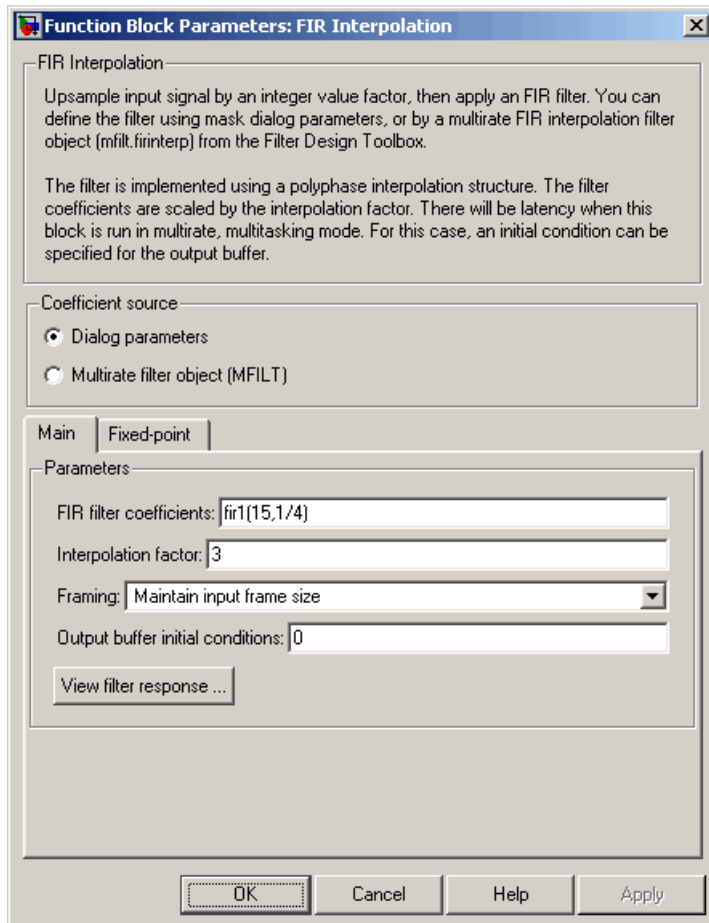 Function Block Parameters: FIR Interpolation
FIR Interpolation
Upsample input signal by an integer value factor, then apply an FIR filter. You can
define the filter using mask dialog parameters, or by a multirate FIR interpolation filter
object (mfilt.firinterp) from the Filter Design Toolbox.
The filter is implemented using a polyphase interpolation structure. The filter
coefficients are scaled by the interpolation factor. There will be latency when this
block is run in multirate, multitasking mode. For this case, an initial condition can be
specified for the output buffer.
Coefficient source
Dialog parameters
Multirate filter object (MFILT)
Main Fixed-point
Parameters
FIR filter coefficients: fir1(15,1/4)
Interpolation factor: 3
Framing: Maintain input frame size
Output buffer initial conditions: 0
View filter response ...
OK Cancel Help Apply